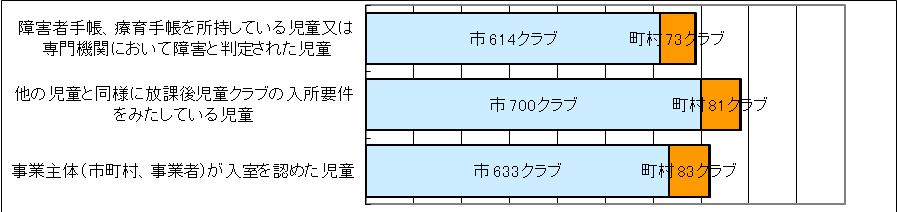 障害者手帳、療育手帳を所持している児童又は
専門機関において障害と判定された児童
市614クラブ
町村73クラブ
他の児童と同様に放課後児童クラブの入所要件
をみたしている児童
市700クラブ
町村81クラブ
事業主体(市町村、事業者)が入室を認めた児童
市633クラブ
町村83クラブ